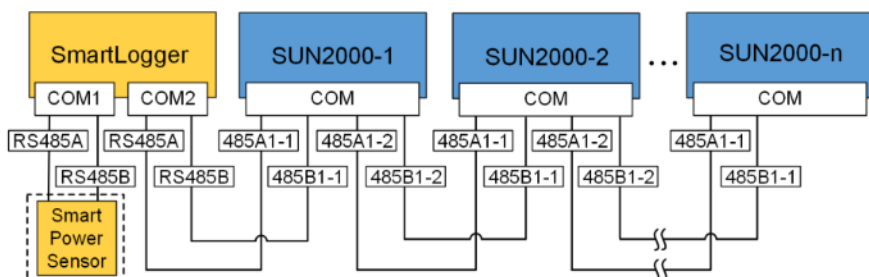 SmartLogger
SUN2000-1
SUN2000-2
...
SUN2000-n
COM1
COM2
COM
COM
COM
RS485A
RS485A
485A1-1
485A1-2
485A1-1
485A1-2
485A1-1
RS485B
RS485B
485B1-1
485B1-2
485B1-1
485B1-2
485B1-1
Smart
Power
Sensor